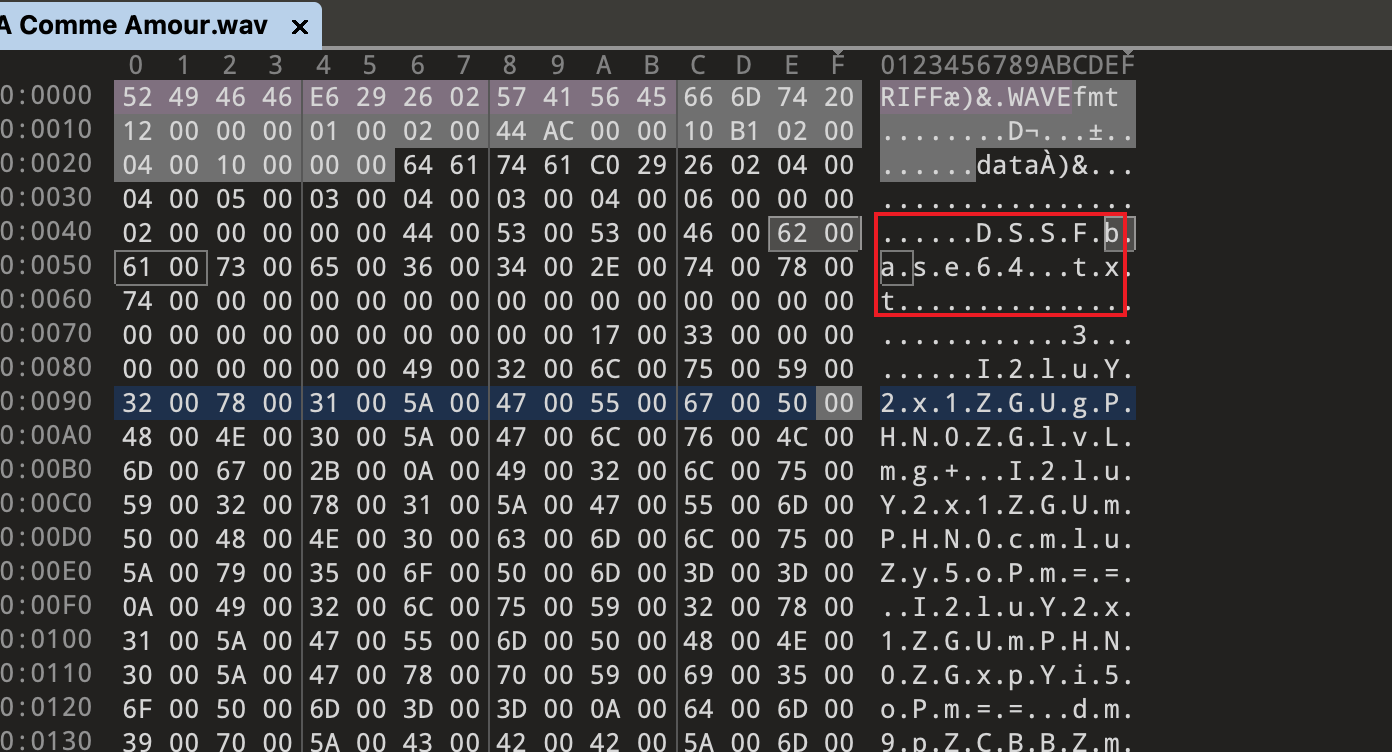 A Comme Amour.wav ×
0 1 2 3 4 5 6 7 8 9 A B C D E F 0123456789ABCDEF
0:0000 52 49 46 46 E6 29 26 02 57 41 56 45 66 6D 74 20 RIFFæ)&.WAVEfmt
0:0010 12 00 00 00 01 00 02 00 44 AC 00 00 10 B1 02 00 ........D¬...±..
0:0020 04 00 10 00 00 00 64 61 74 61 C0 29 26 02 04 00 ......dataÀ)&...
0:0030 04 00 05 00 03 00 04 00 03 00 04 00 06 00 00 00 ................
0:0040 02 00 00 00 00 00 44 00 53 00 53 00 46 00 62 00 ......D.S.S.F.b.
0:0050 61 00 73 00 65 00 36 00 34 00 2E 00 74 00 78 00 a.s.e.6.4...t.x.
0:0060 74 00 00 00 00 00 00 00 00 00 00 00 00 00 00 00 t...............
0:0070 00 00 00 00 00 00 00 00 00 00 17 00 33 00 00 00 ............3...
0:0080 00 00 00 00 00 00 49 00 32 00 6C 00 75 00 59 00 ......I.2.l.u.Y.
0:0090 32 00 78 00 31 00 5A 00 47 00 55 00 67 00 50 00 2.x.1.Z.G.U.g.P.
0:00A0 48 00 4E 00 30 00 5A 00 47 00 6C 00 76 00 4C 00 H.N.0.Z.G.l.v.L.
0:00B0 6D 00 67 00 2B 00 0A 00 49 00 32 00 6C 00 75 00 m.g.+...I.2.l.u.
0:00C0 59 00 32 00 78 00 31 00 5A 00 47 00 55 00 6D 00 Y.2.x.1.Z.G.U.m.
0:00D0 50 00 48 00 4E 00 30 00 63 00 6D 00 6C 00 75 00 P.H.N.0.c.m.l.u.
0:00E0 5A 00 79 00 35 00 6F 00 50 00 6D 00 3D 00 3D 00 Z.y.5.o.P.m.=.=.
0:00F0 0A 00 49 00 32 00 6C 00 75 00 59 00 32 00 78 00 ..I.2.l.u.Y.2.x.
0:0100 31 00 5A 00 47 00 55 00 6D 00 50 00 48 00 4E 00 1.Z.G.U.m.P.H.N.
0:0110 30 00 5A 00 47 00 78 00 70 00 59 00 69 00 35 00 0.Z.G.x.p.Y.i.5.
0:0120 6F 00 50 00 6D 00 3D 00 3D 00 0A 00 64 00 6D 00 o.P.m.=.=...d.m.
0:0130 39 00 70 00 5A 00 43 00 42 00 42 00 5A 00 6D 00 9.p.Z.C.B.B.Z.m.